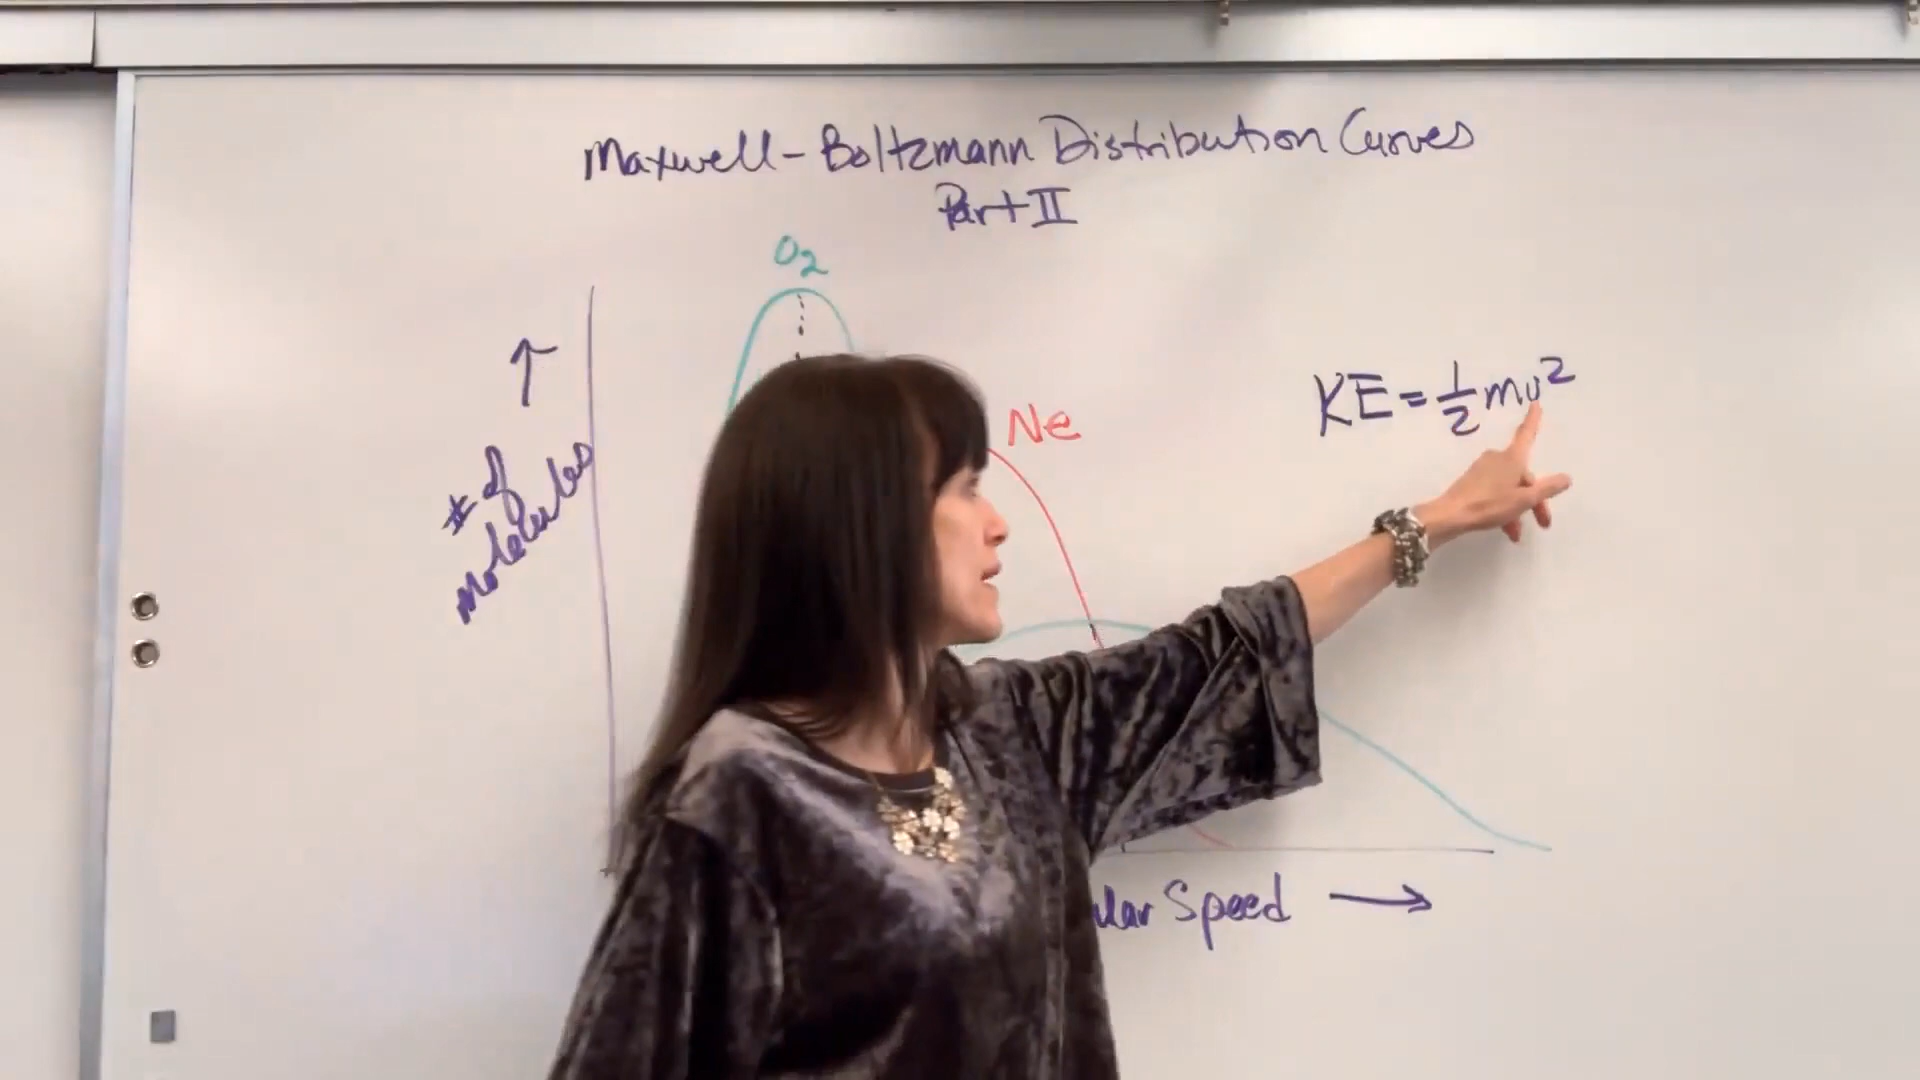 Maxwell-Boltzmann Distribution Curves
Part II
O₂
↑
# of
molecules
Ne
KE = ½mv²
Speed →